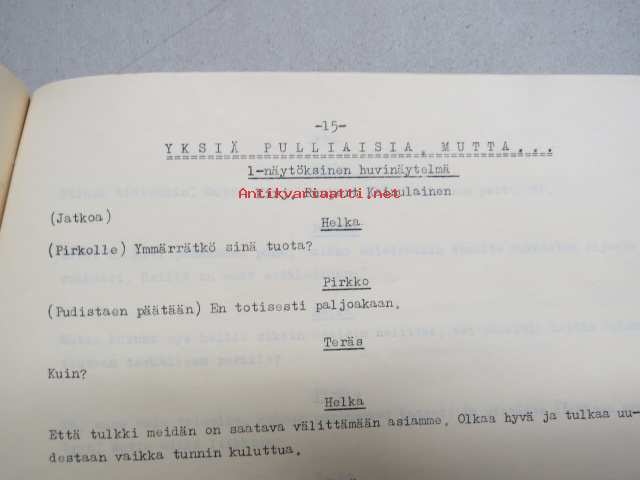 -15-
YKSIÄ PULLIAISIA, MUTTA...
1-näytöksinen huvinäytelmä
Antikvariaatti.net
Kaisulainen
(Jatkoa)
Helka
(Pirkolle) Ymmärrätkö sinä tuota?
Pirkko
(Pudistaen päätään) En totisesti paljoakaan.
Teräs
Kuin?
Helka
Että tulkki meidän on saatava välittämään asiamme. Olkaa hyvä ja tulkaa uu-
destaan vaikka tunnin kuluttua.